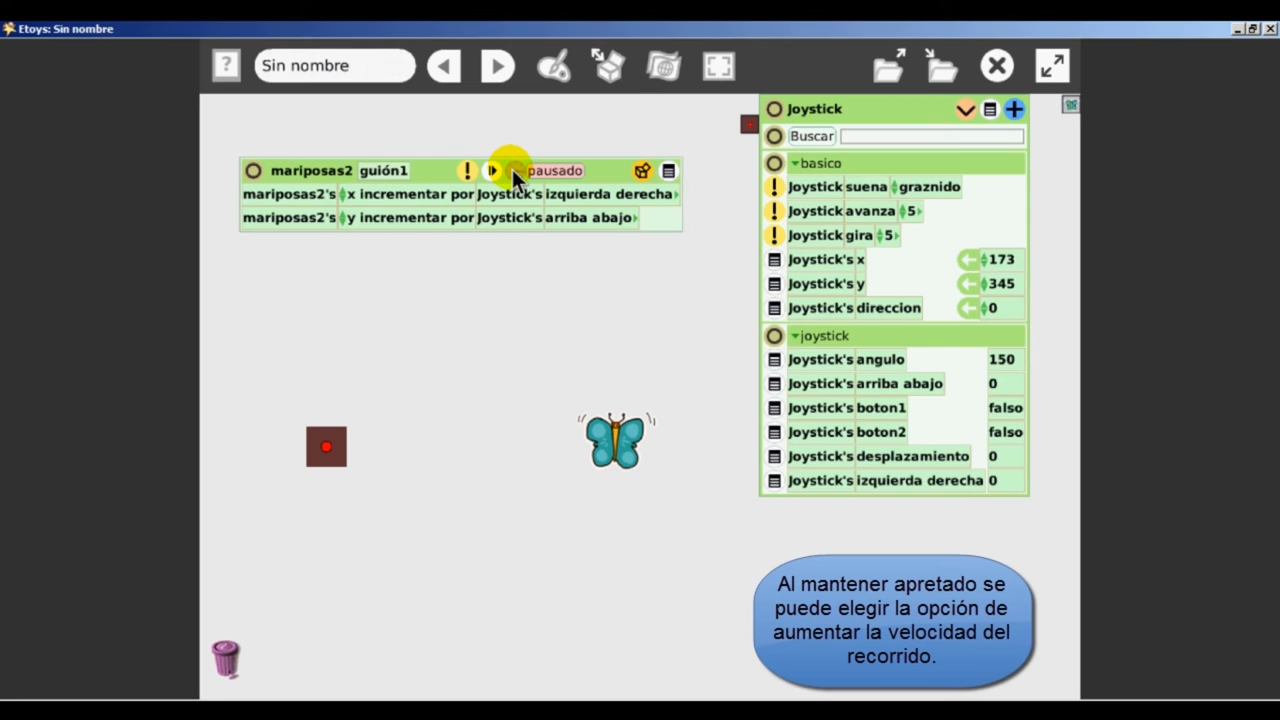 Etoys: Sin nombre
?
Sin nombre
mariposas2 guión1 ! pausado
mariposas2's x incrementar por Joystick's izquierda derecha
mariposas2's y incrementar por Joystick's arriba abajo
Joystick
Buscar
basico
! Joystick suena graznido
! Joystick avanza 5
! Joystick gira 5
Joystick's x 173
Joystick's y 345
Joystick's direccion 0
joystick
Joystick's angulo 150
Joystick's arriba abajo 0
Joystick's boton1 falso
Joystick's boton2 falso
Joystick's desplazamiento 0
Joystick's izquierda derecha 0
Al mantener apretado se
puede elegir la opción de
aumentar la velocidad del
recorrido.